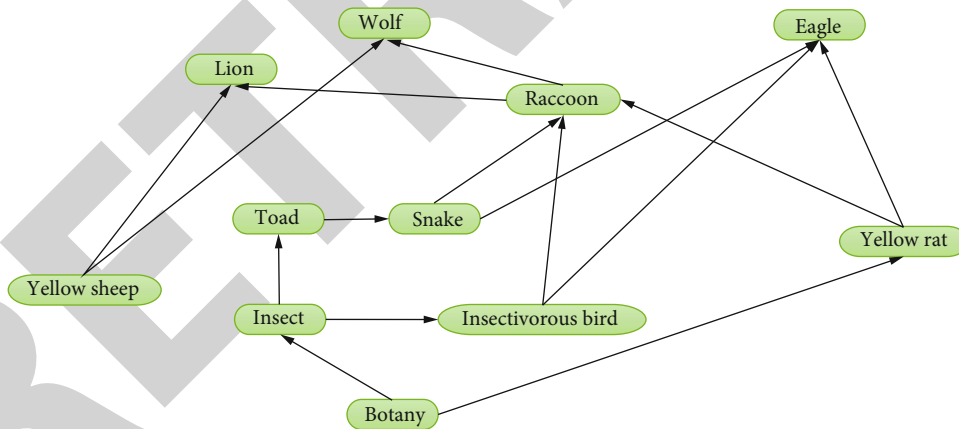 Wolf
Eagle
Lion
Raccoon
Toad
Snake
Yellow rat
Yellow sheep
Insect
Insectivorous bird
Botany